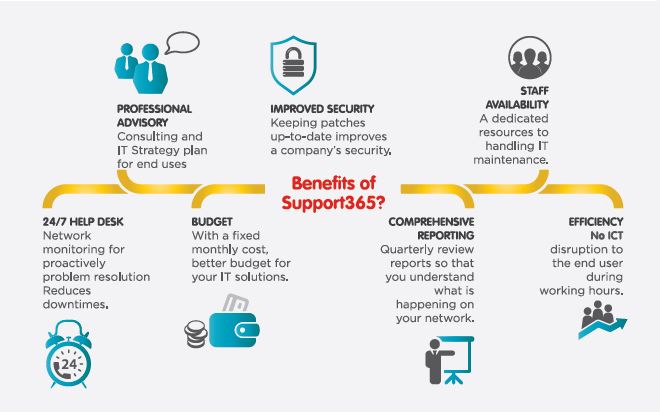 PROFESSIONAL
ADVISORY
Consulting and
IT Strategy plan
for end uses
IMPROVED SECURITY
Keeping patches
up-to-date improves
a company's security.
STAFF
AVAILABILITY
A dedicated
resources to
handling IT
maintenance.
Benefits of
Support365?
24/7 HELP DESK
Network
monitoring for
proactively
problem resolution
Reduces
downtimes.
24
BUDGET
With a fixed
monthly cost,
better budget for
your IT solutions.
COMPREHENSIVE
REPORTING
Quarterly review
reports so that
you understand
what is
happening on
your network.
EFFICIENCY
No ICT
disruption to
the end user
during
working hours.